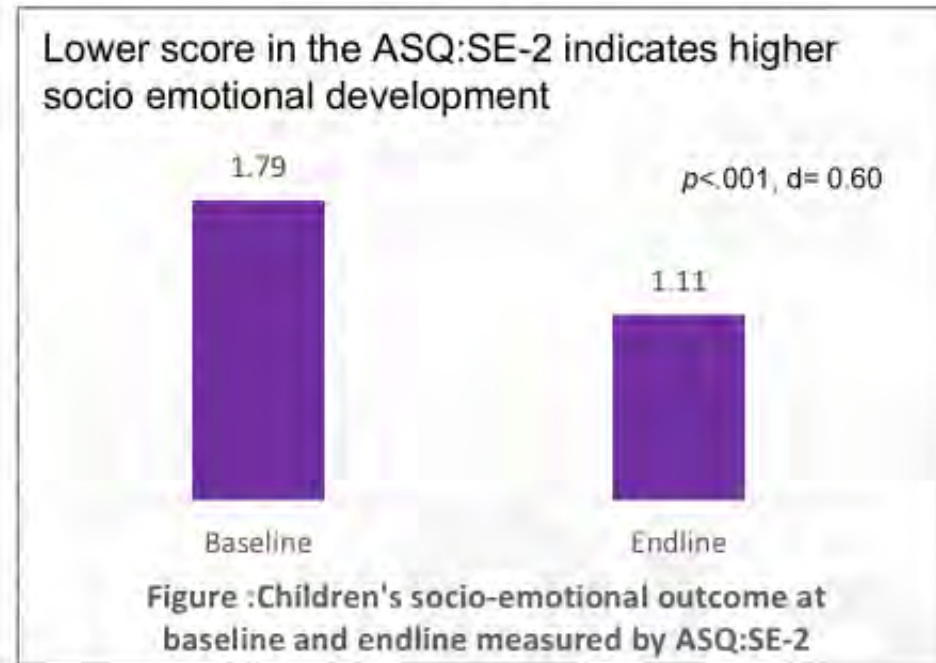 Lower score in the ASQ:SE-2 indicates higher
socio emotional development
1.79
p<.001, d= 0.60
1.11
Baseline
Endline
Figure :Children's socio-emotional outcome at
baseline and endline measured by ASQ:SE-2